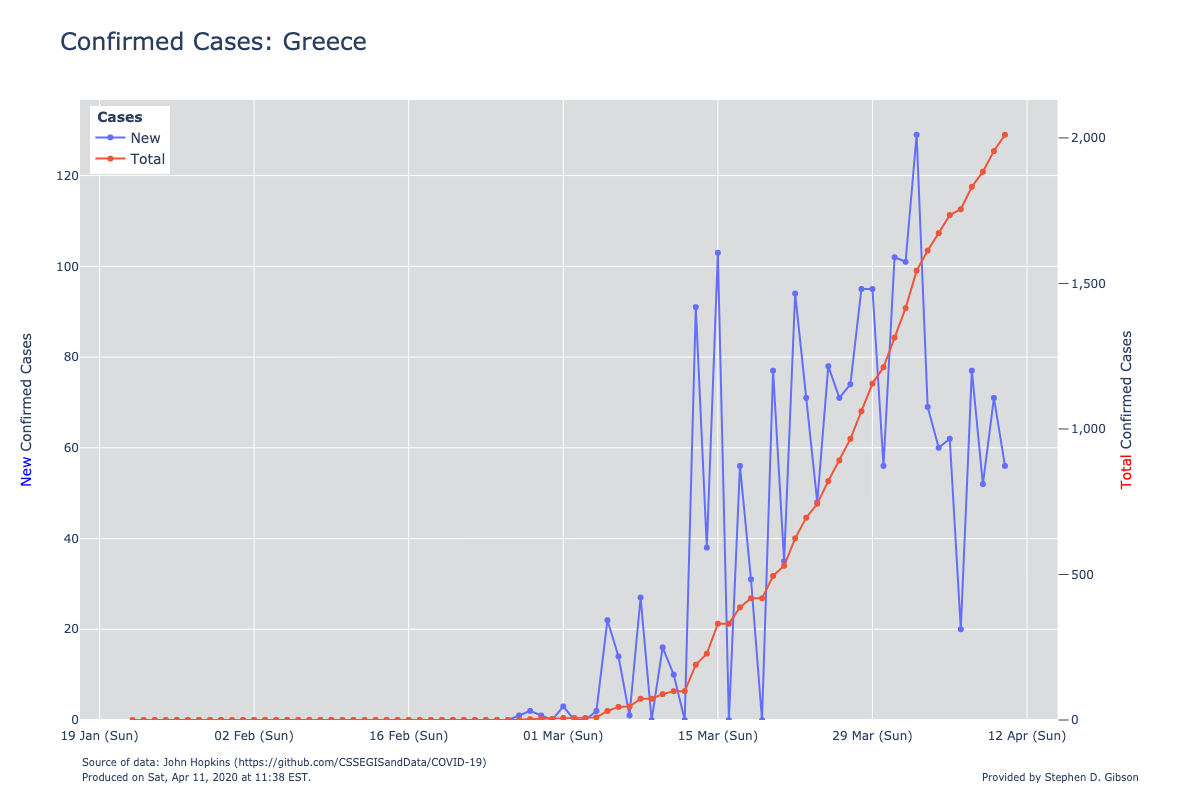 Confirmed Cases: Greece
Cases
New
Total
120
100
80
60
40
20
0
New Confirmed Cases
2,000
1,500
1,000
500
0
Total Confirmed Cases
19 Jan (Sun) 02 Feb (Sun) 16 Feb (Sun) 01 Mar (Sun) 15 Mar (Sun) 29 Mar (Sun) 12 Apr (Sun)
Source of data: John Hopkins (https://github.com/CSSEGISandData/COVID-19)
Produced on Sat, Apr 11, 2020 at 11:38 EST.
Provided by Stephen D. Gibson